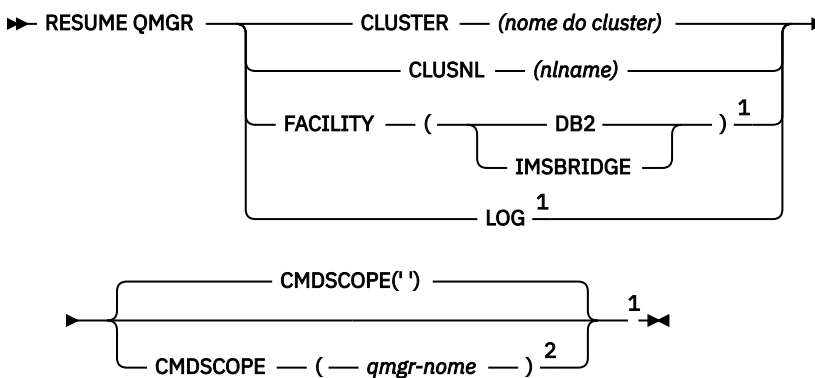 RESUME QMGR CLUSTER (nome do cluster)
CLUSNL (nlname)
FACILITY ( DB2 ) 1
IMSBRIDGE
LOG 1
CMDSCOPE(' ')
1
CMDSCOPE ( qmgr-nome ) 2